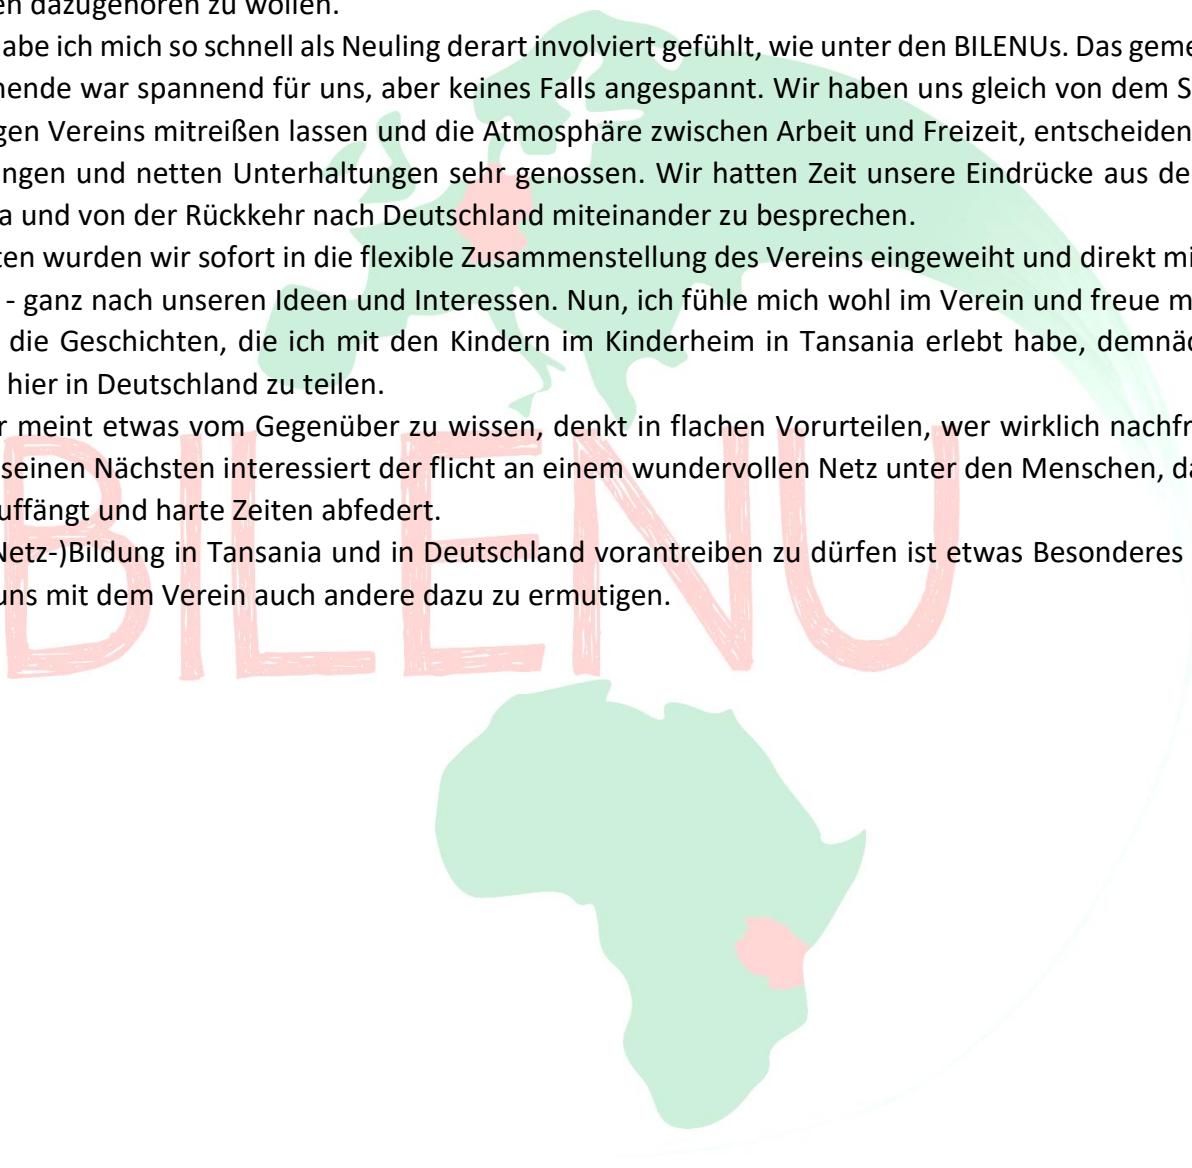 en dazugehören zu wollen.
abe ich mich so schnell als Neuling derart involviert gefühlt, wie unter den BILENUs. Das geme
nende war spannend für uns, aber keines Falls angespannt. Wir haben uns gleich von dem S
gen Vereins mitreißen lassen und die Atmosphäre zwischen Arbeit und Freizeit, entscheiden
ngen und netten Unterhaltungen sehr genossen. Wir hatten Zeit unsere Eindrücke aus de
a und von der Rückkehr nach Deutschland miteinander zu besprechen.
ten wurden wir sofort in die flexible Zusammenstellung des Vereins eingeweiht und direkt mi
- ganz nach unseren Ideen und Interessen. Nun, ich fühle mich wohl im Verein und freue m
die Geschichten, die ich mit den Kindern im Kinderheim in Tansania erlebt habe, demnäc
hier in Deutschland zu teilen.
r meint etwas vom Gegenüber zu wissen, denkt in flachen Vorurteilen, wer wirklich nachfr
seinen Nächsten interessiert der flicht an einem wundervollen Netz unter den Menschen, da
uffängt und harte Zeiten abfedert.
Netz-)Bildung in Tansania und in Deutschland vorantreiben zu dürfen ist etwas Besonderes
uns mit dem Verein auch andere dazu zu ermutigen.
BILENU